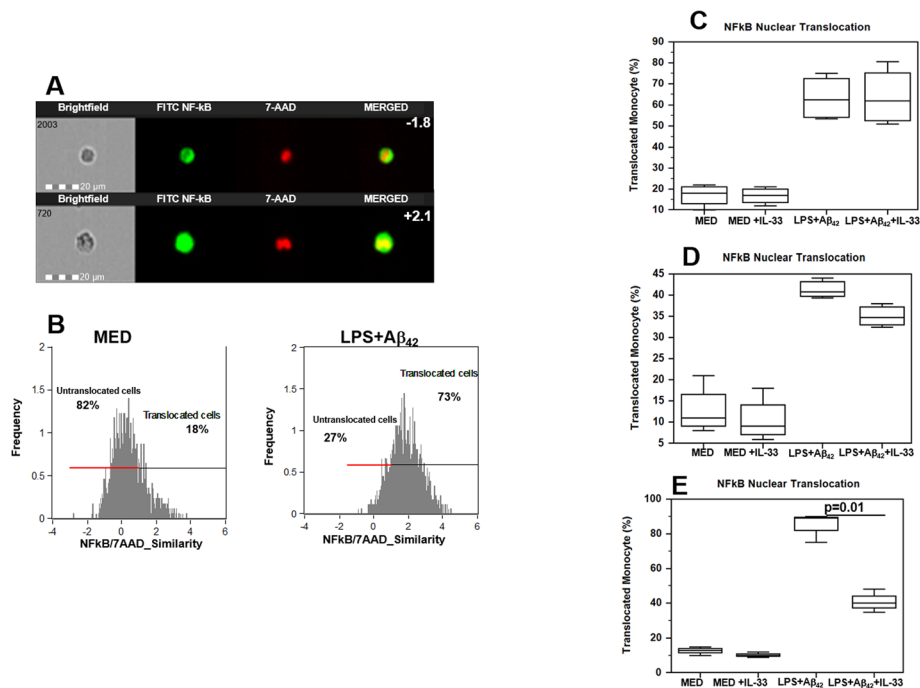 A
Brightfield FITC NF-kB 7-AAD MERGED
2003
-1.8
20 µm
Brightfield FITC NF-kB 7-AAD MERGED
720
+2.1
20 µm
B
MED
2
1.5
1
0.5
0
-4 -2 0 2 4 6
Frequency
NFkB/7AAD_Similarity
Untranslocated cells
82%
Translocated cells
18%
LPS+Aβ42
2
1.5
1
0.5
0
-4 -2 0 2 4 6
Frequency
NFkB/7AAD_Similarity
Translocated cells
73%
Untranslocated cells
27%
C
NFkB Nuclear Translocation
Translocated Monocyte (%)
90
80
70
60
50
40
30
20
10
MED MED +IL-33 LPS+Aβ42 LPS+Aβ42+IL-33
D
NFkB Nuclear Translocation
Translocated Monocyte (%)
45
40
35
30
25
20
15
10
5
MED MED +IL-33 LPS+Aβ42 LPS+Aβ42+IL-33
E
NFkB Nuclear Translocation
Translocated Monocyte (%)
100
80
60
40
20
0
p=0.01
MED MED +IL-33 LPS+Aβ42 LPS+Aβ42+IL-33